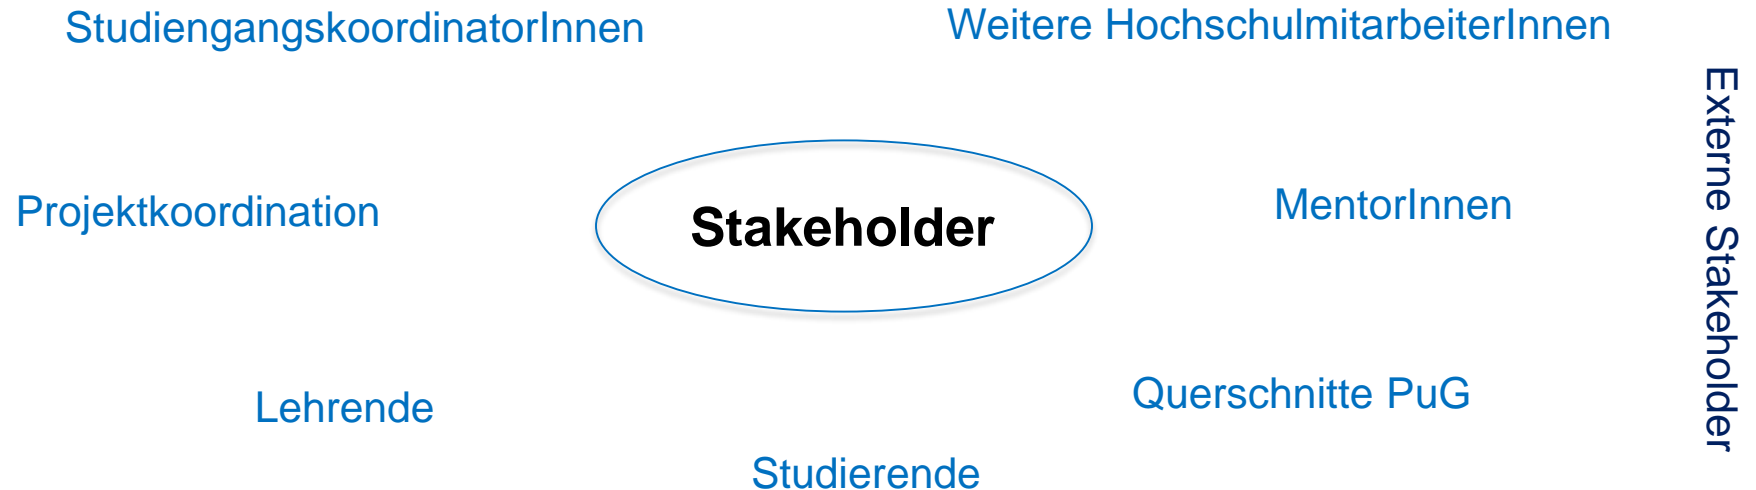 StudiengangskoordinatorInnen
Weitere HochschulmitarbeiterInnen
Externe Stakeholder
Projektkoordination
Stakeholder
MentorInnen
Lehrende
Querschnitte PuG
Studierende